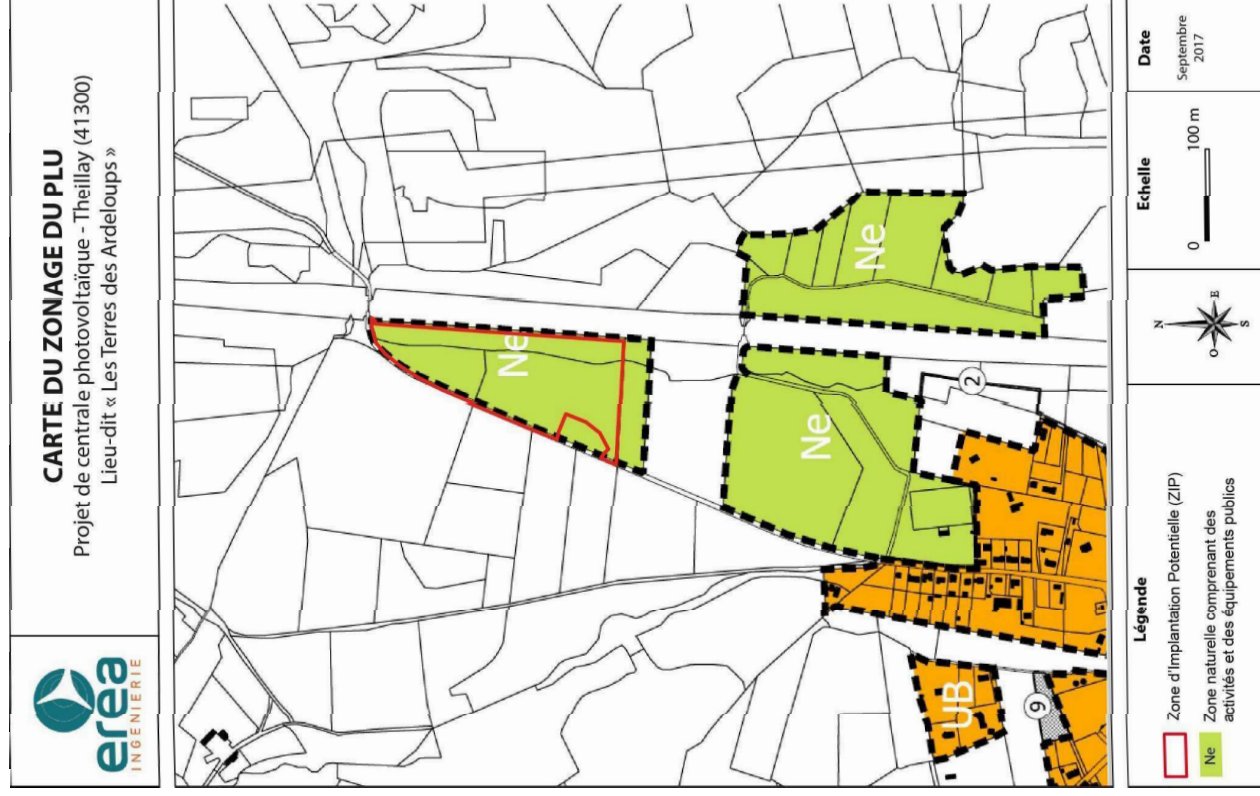 CARTE DU ZONAGE DU PLU
Projet de centrale photovoltaïque - Theillay (41300)
Lieu-dit « Les Terres des Ardeloups »
erea
INGENIERIE
Ne
Ne
Ne
2
UB
9
Légende
Zone d'Implantation Potentielle (ZIP)
Ne
Zone naturelle comprenant des
activités et des équipements publics
N
O
E
S
Echelle
0
100 m
Date
Septembre
2017